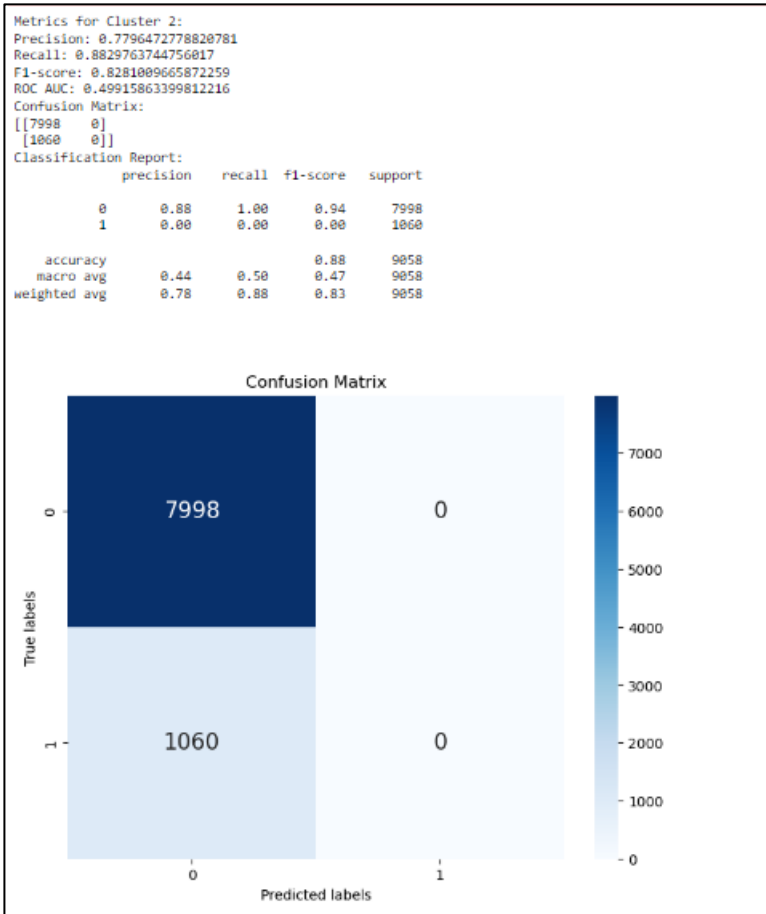 Metrics for Cluster 2:
Precision: 0.7796472778820781
Recall: 0.8829763744756017
F1-score: 0.8281009665872259
ROC AUC: 0.49915863399812216
Confusion Matrix:
[[7998 0]
[1060 0]]
Classification Report:
precision recall f1-score support
0 0.88 1.00 0.94 7998
1 0.00 0.00 0.00 1060
accuracy 0.88 9058
macro avg 0.44 0.50 0.47 9058
weighted avg 0.78 0.88 0.83 9058
Confusion Matrix
7998 0
1060 0
True labels
0
1
0 1
Predicted labels
7000
6000
5000
4000
3000
2000
1000
0